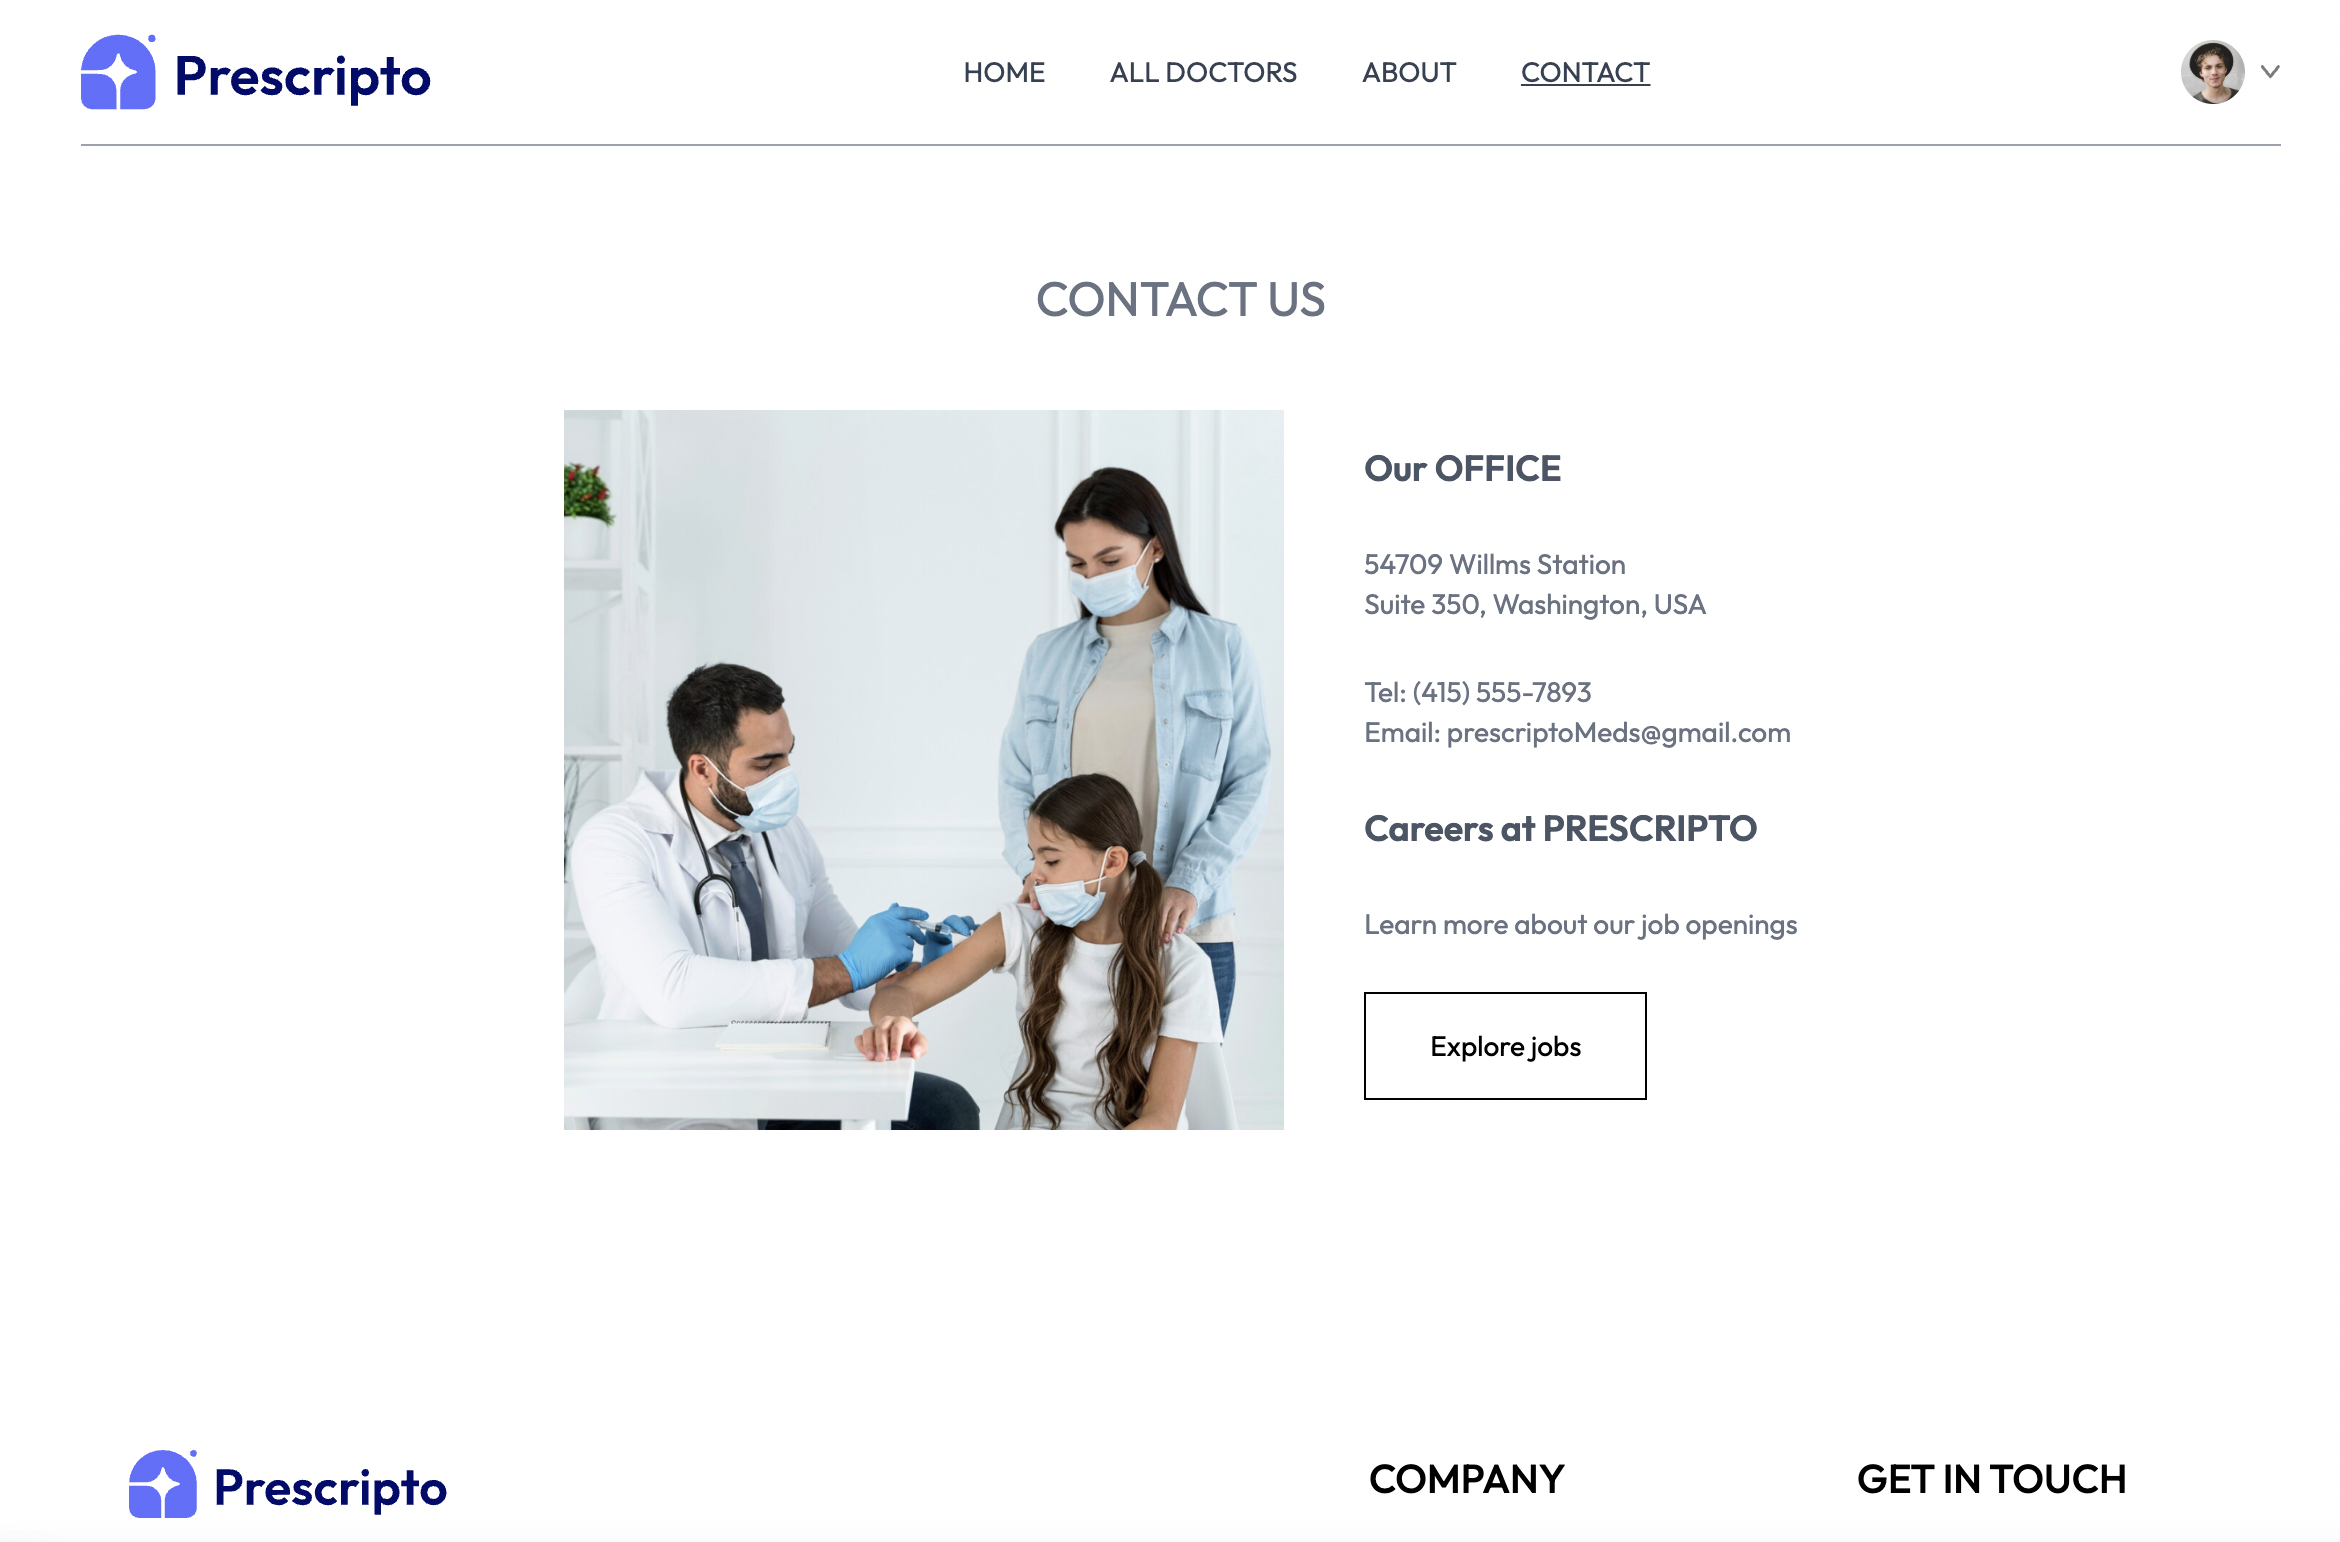 Prescripto
HOME
ALL DOCTORS
ABOUT
CONTACT
CONTACT US
Our OFFICE
54709 Willms Station
Suite 350, Washington, USA
Tel: (415) 555-7893
Email: prescriptoMeds@gmail.com
Careers at PRESCRIPTO
Learn more about our job openings
Explore jobs
Prescripto
COMPANY
GET IN TOUCH